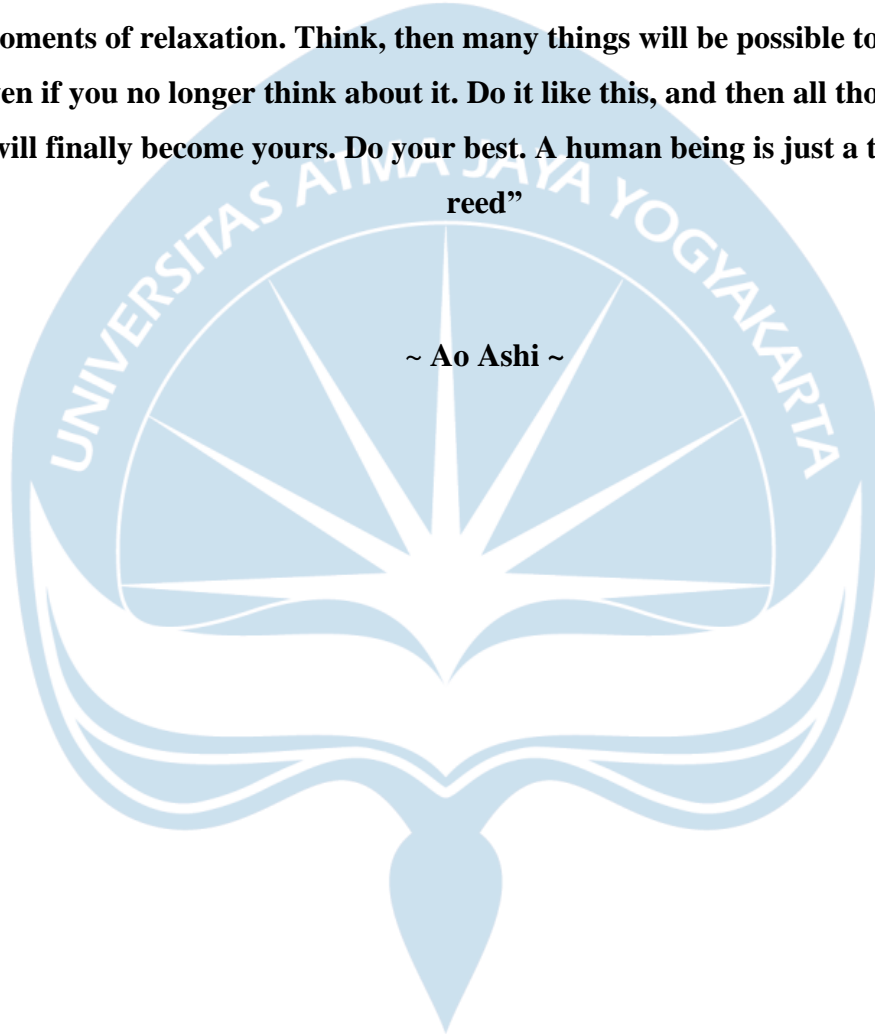 oments of relaxation. Think, then many things will be possible to
en if you no longer think about it. Do it like this, and then all tho
will finally become yours. Do your best. A human being is just a t
reed”
~ Ao Ashi ~
UNIVERSITAS ATMA JAYA YOGYAKARTA